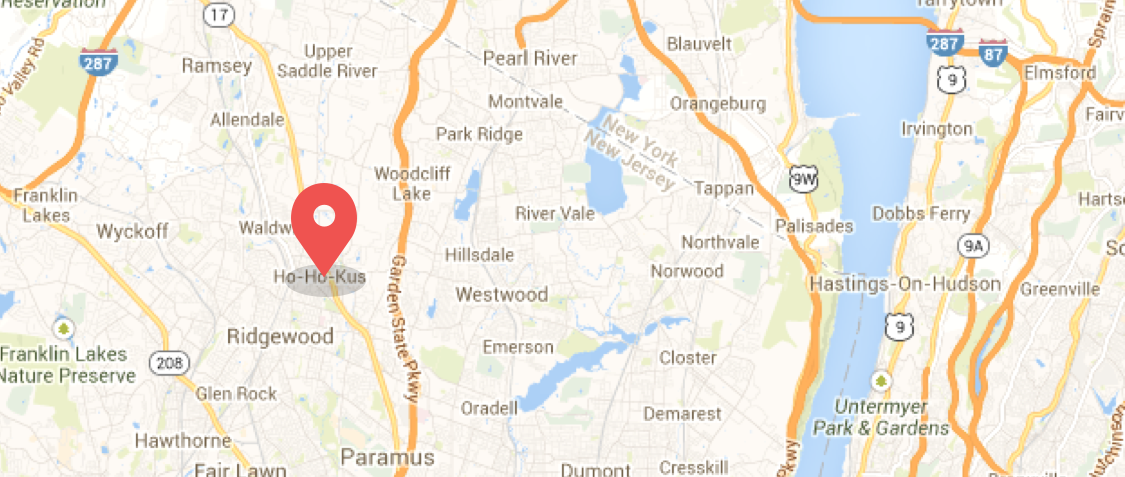 Reservation
17
Tarrytown
Sprain
Upper
Saddle River
Pearl River
Blauvelt
287
87
287
Ramsey
Valley Rd
Elmsford
9
Montvale
Orangeburg
Allendale
Park Ridge
New York
New Jersey
Irvington
Woodcliff
Lake
9W
Tappan
Franklin
Lakes
River Vale
Dobbs Ferry
Wyckoff
Palisades
Northvale
9A
Hillsdale
Ho-Ho-Kus
Norwood
Hastings-On-Hudson
Greenville
Westwood
Garden State Pkwy
9
Ridgewood
Emerson
Franklin Lakes
Nature Preserve
208
Closter
Glen Rock
Oradell
Demarest
Untermyer
Park & Gardens
Hawthorne
Paramus
Pkwy
Fair Lawn
Dumont
Cresskill